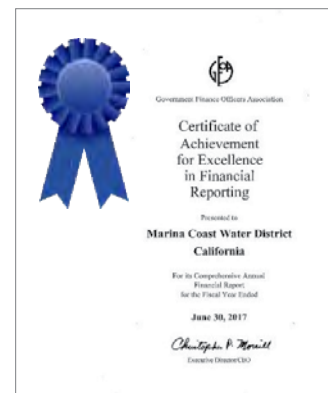 Government Finance Officers Association
Certificate of
Achievement
for Excellence
in Financial
Reporting
Presented to
Marina Coast Water District
California
For its Comprehensive Annual
Financial Report
for the Fiscal Year Ended
June 30, 2017
Christopher P. Morrill
Executive Director/CEO